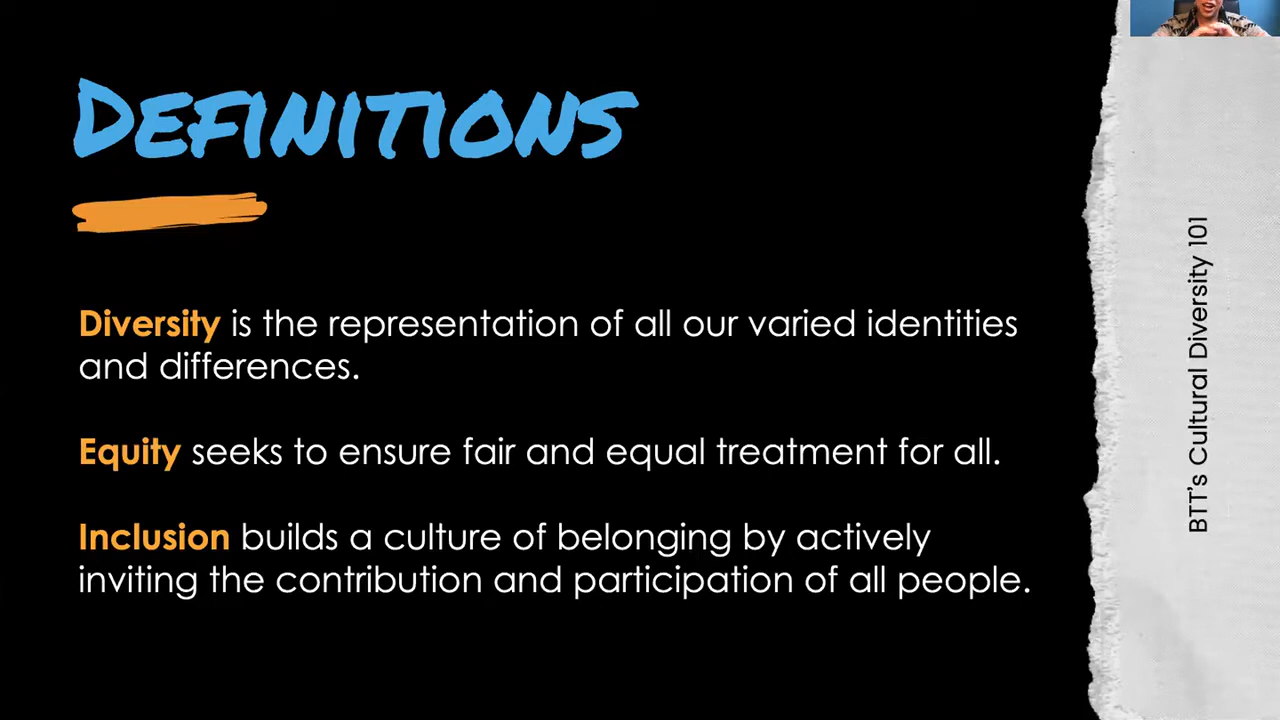 DEFINITIONS
Diversity is the representation of all our varied identities
and differences.
Equity seeks to ensure fair and equal treatment for all.
Inclusion builds a culture of belonging by actively
inviting the contribution and participation of all people.
BTT's Cultural Diversity 101